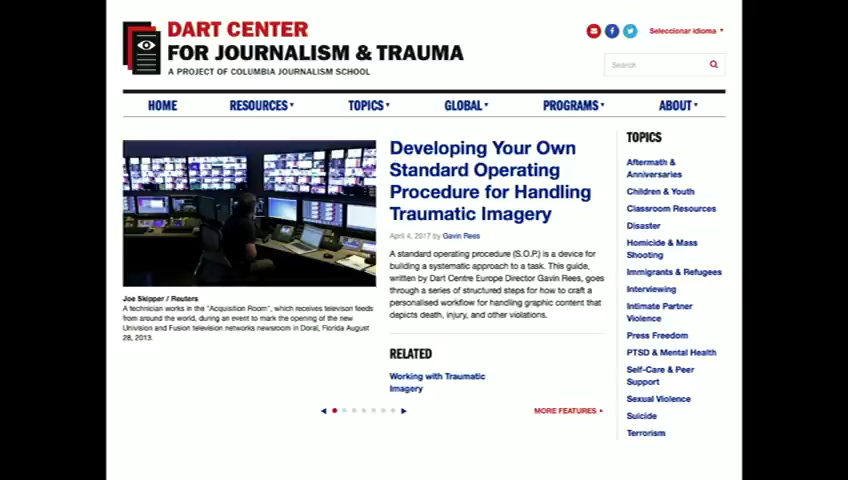 DART CENTER
FOR JOURNALISM & TRAUMA
A PROJECT OF COLUMBIA JOURNALISM SCHOOL
Seleccionar idioma
Search
HOME
RESOURCES
TOPICS
GLOBAL
PROGRAMS
ABOUT
Joe Skipper / Reuters
A technician works in the "Acquisition Room", which receives televison feeds
from around the world, during an event to mark the opening of the new
Univision and Fusion television networks newsroom in Doral, Florida August
28, 2013.
Developing Your Own
Standard Operating
Procedure for Handling
Traumatic Imagery
April 4, 2017 by Gavin Rees
A standard operating procedure (S.O.P.) is a device for
building a systematic approach to a task. This guide,
written by Dart Centre Europe Director Gavin Rees, goes
through a series of structured steps for how to craft a
personalised workflow for handling graphic content that
depicts death, injury, and other violations.
RELATED
Working with Traumatic
Imagery
MORE FEATURES
TOPICS
Aftermath &
Anniversaries
Children & Youth
Classroom Resources
Disaster
Homicide & Mass
Shooting
Immigrants & Refugees
Interviewing
Intimate Partner
Violence
Press Freedom
PTSD & Mental Health
Self-Care & Peer
Support
Sexual Violence
Suicide
Terrorism